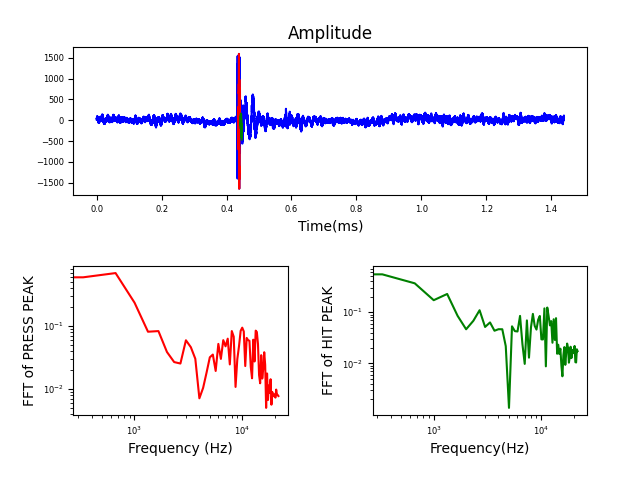 Amplitude
1500
1000
500
0
−500
−1000
−1500
0.0 0.2 0.4 0.6 0.8 1.0 1.2 1.4
Time(ms)
FFT of PRESS PEAK
10⁻¹
10⁻²
10³ 10⁴
Frequency (Hz)
FFT of HIT PEAK
10⁻¹
10⁻²
10³ 10⁴
Frequency(Hz)